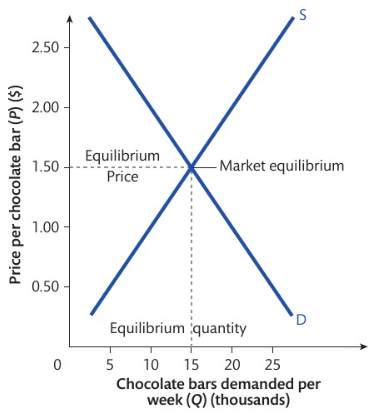 S
2.50
2.00
Equilibrium
Price
1.50
Market equilibrium
1.00
0.50
Equilibrium quantity
D
0
5
10
15
20
25
Price per chocolate bar (P) ($)
Chocolate bars demanded per
week (Q) (thousands)